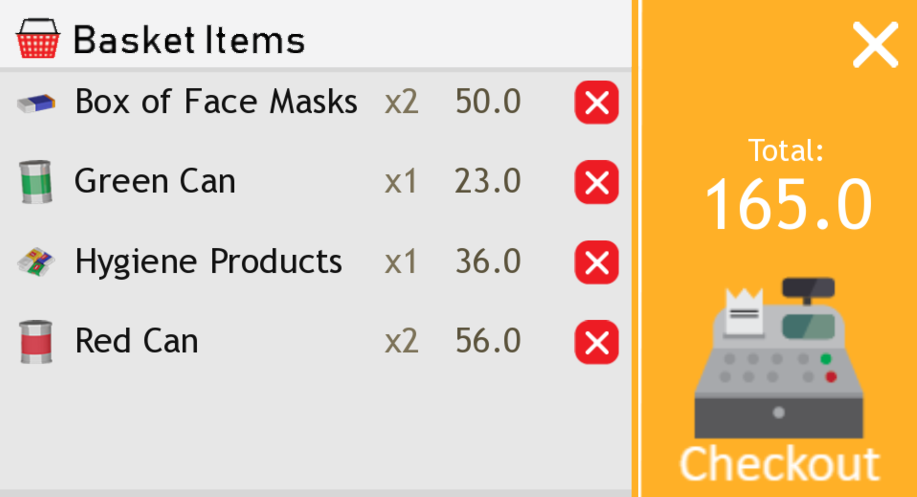 Basket Items
Box of Face Masks x2 50.0
Green Can x1 23.0
Hygiene Products x1 36.0
Red Can x2 56.0
Total:
165.0
Checkout